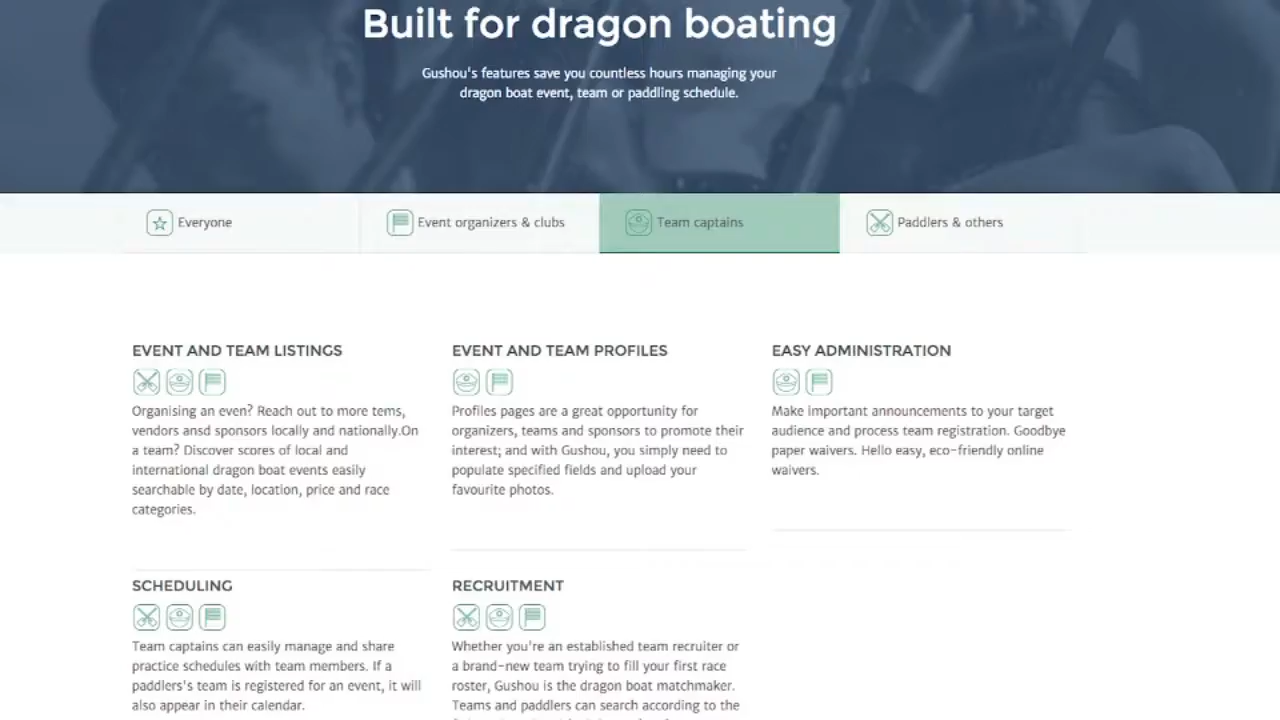 Built for dragon boating
Gushou's features save you countless hours managing your
dragon boat event, team or paddling schedule.
Everyone
Event organizers & clubs
Team captains
Paddlers & others
EVENT AND TEAM LISTINGS
Organising an even? Reach out to more tems,
vendors ansd sponsors locally and nationally.On
a team? Discover scores of local and
international dragon boat events easily
searchable by date, location, price and race
categories.
EVENT AND TEAM PROFILES
Profiles pages are a great opportunity for
organizers, teams and sponsors to promote their
interest; and with Gushou, you simply need to
populate specified fields and upload your
favourite photos.
EASY ADMINISTRATION
Make important announcements to your target
audience and process team registration. Goodbye
paper waivers. Hello easy, eco-friendly online
waivers.
SCHEDULING
Team captains can easily manage and share
practice schedules with team members. If a
paddlers's team is registered for an event, it will
also appear in their calendar.
RECRUITMENT
Whether you're an established team recruiter or
a brand-new team trying to fill your first race
roster, Gushou is the dragon boat matchmaker.
Teams and paddlers can search according to the